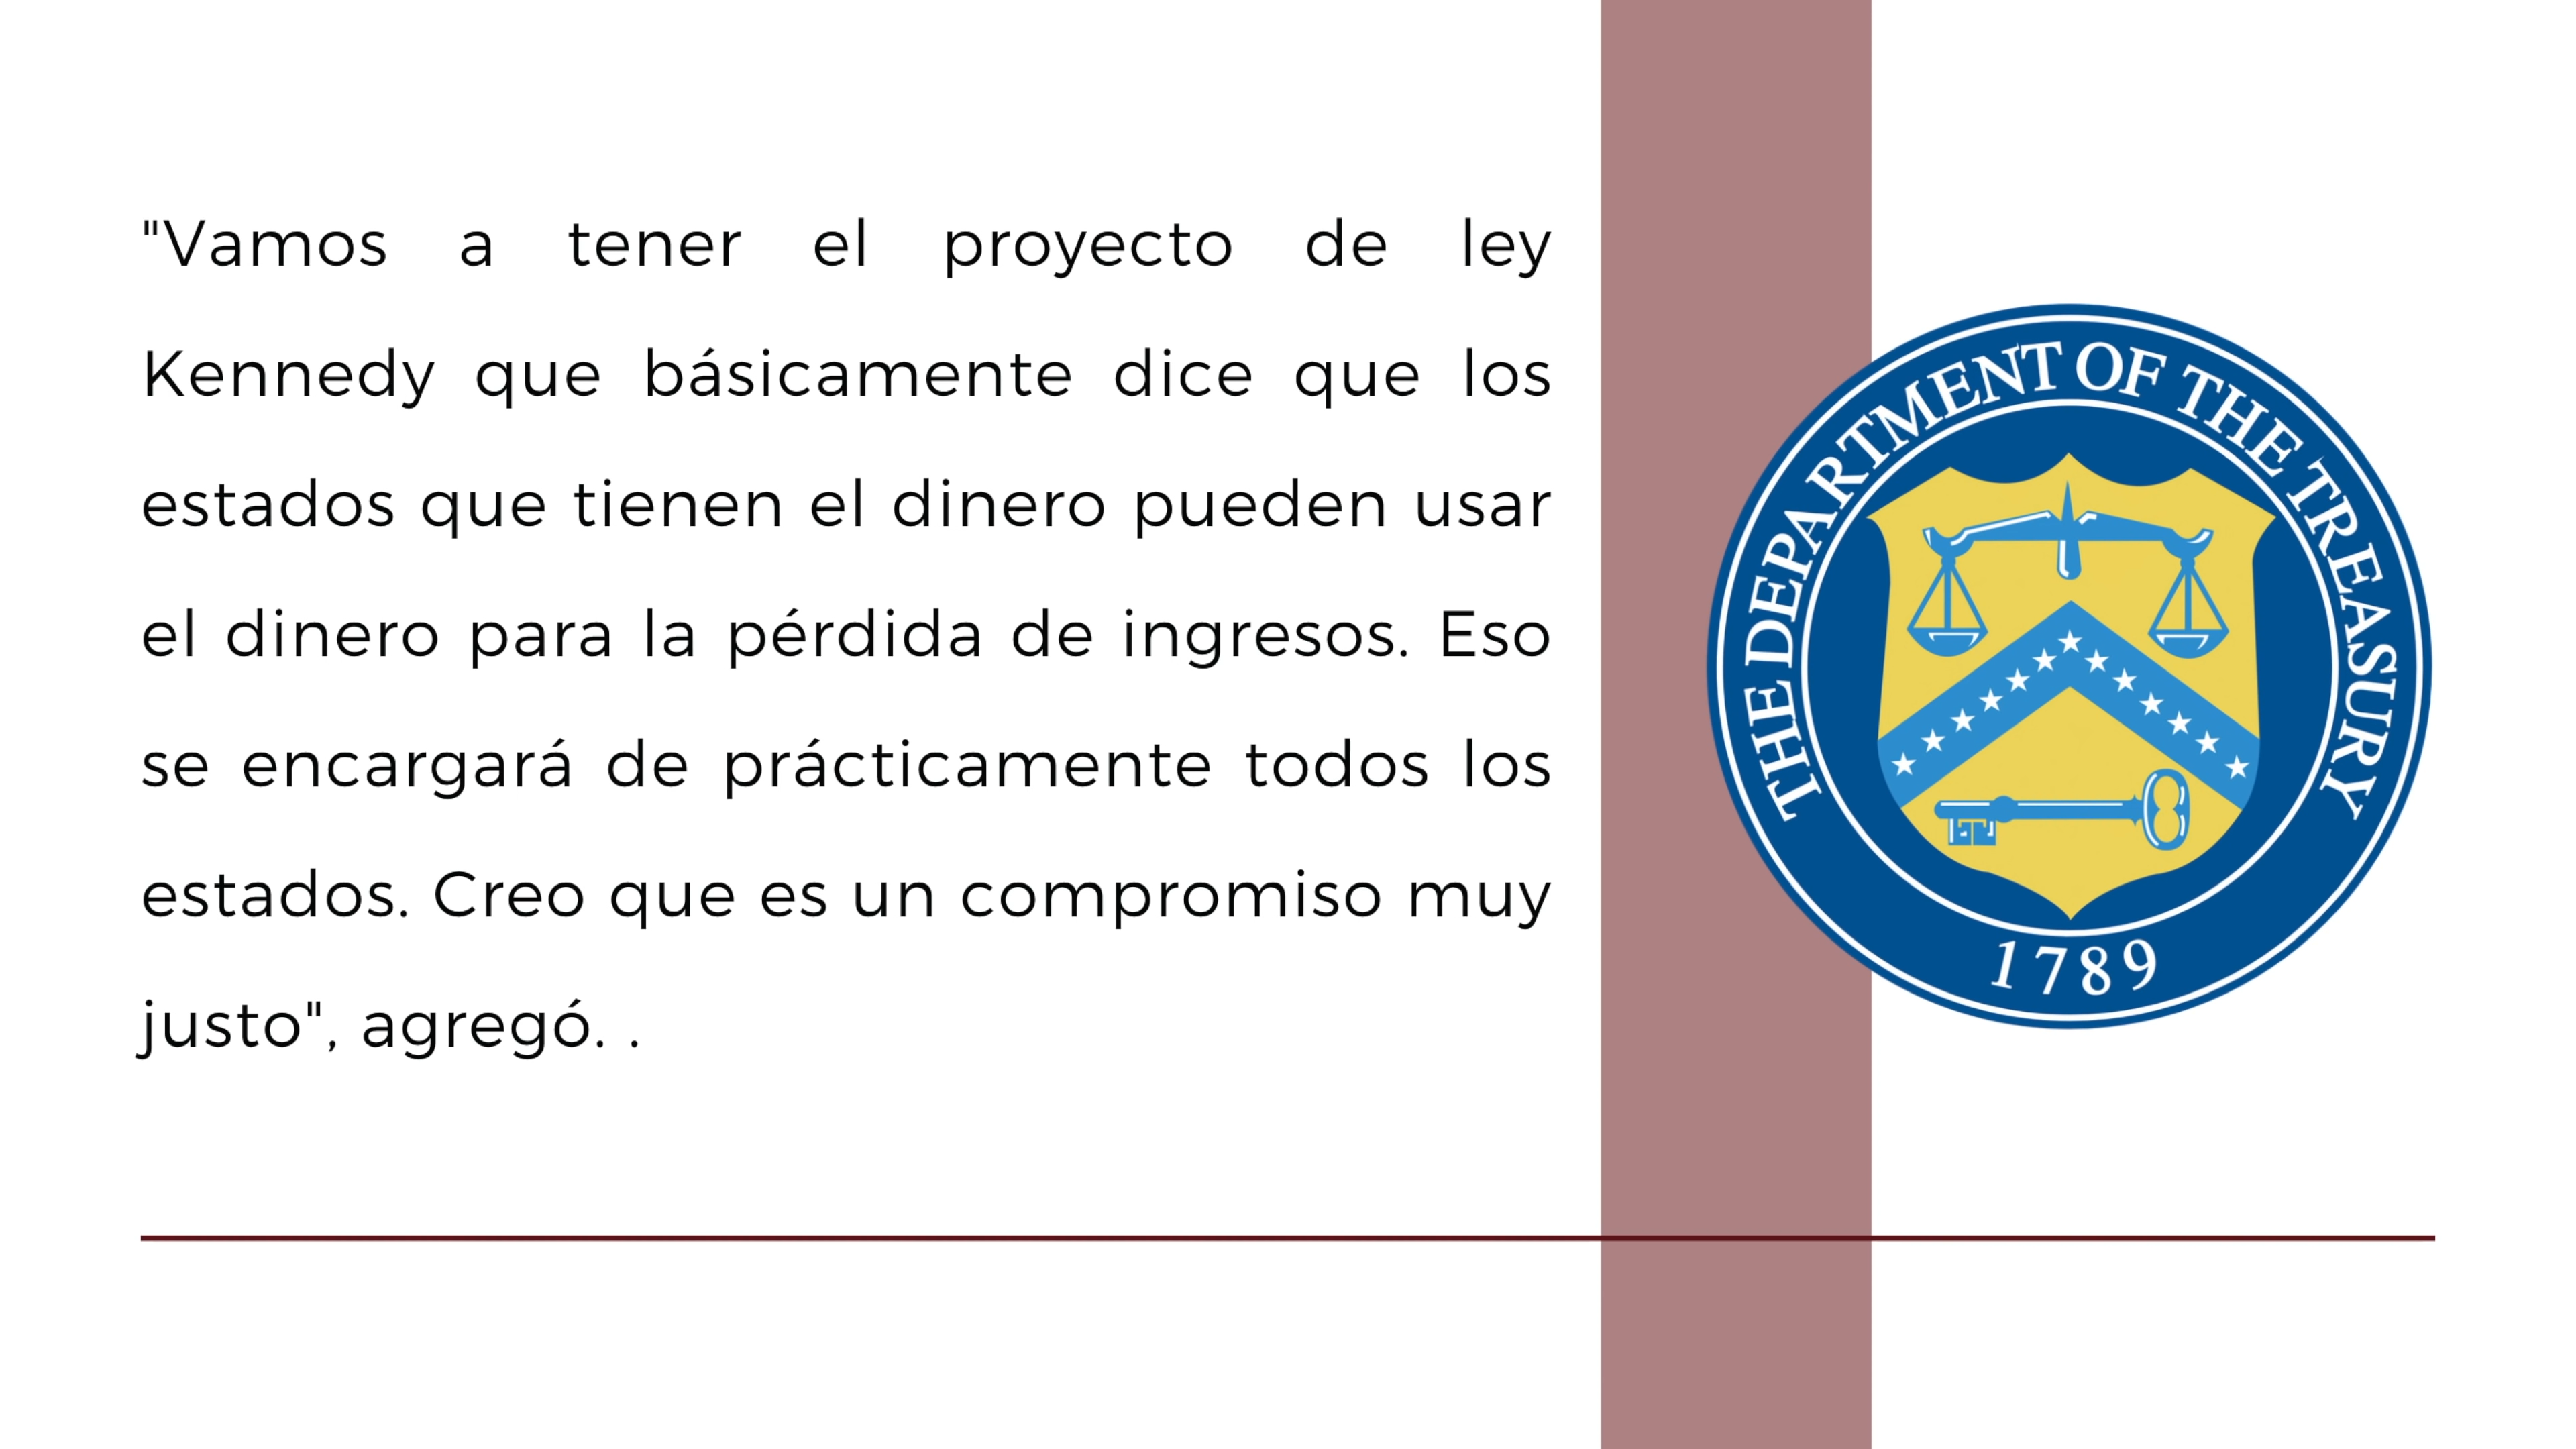 "Vamos a tener el proyecto de ley
Kennedy que básicamente dice que los
estados que tienen el dinero pueden usar
el dinero para la pérdida de ingresos. Eso
se encargará de prácticamente todos los
estados. Creo que es un compromiso muy
justo", agregó. .
THE DEPARTMENT OF THE TREASURY
1789